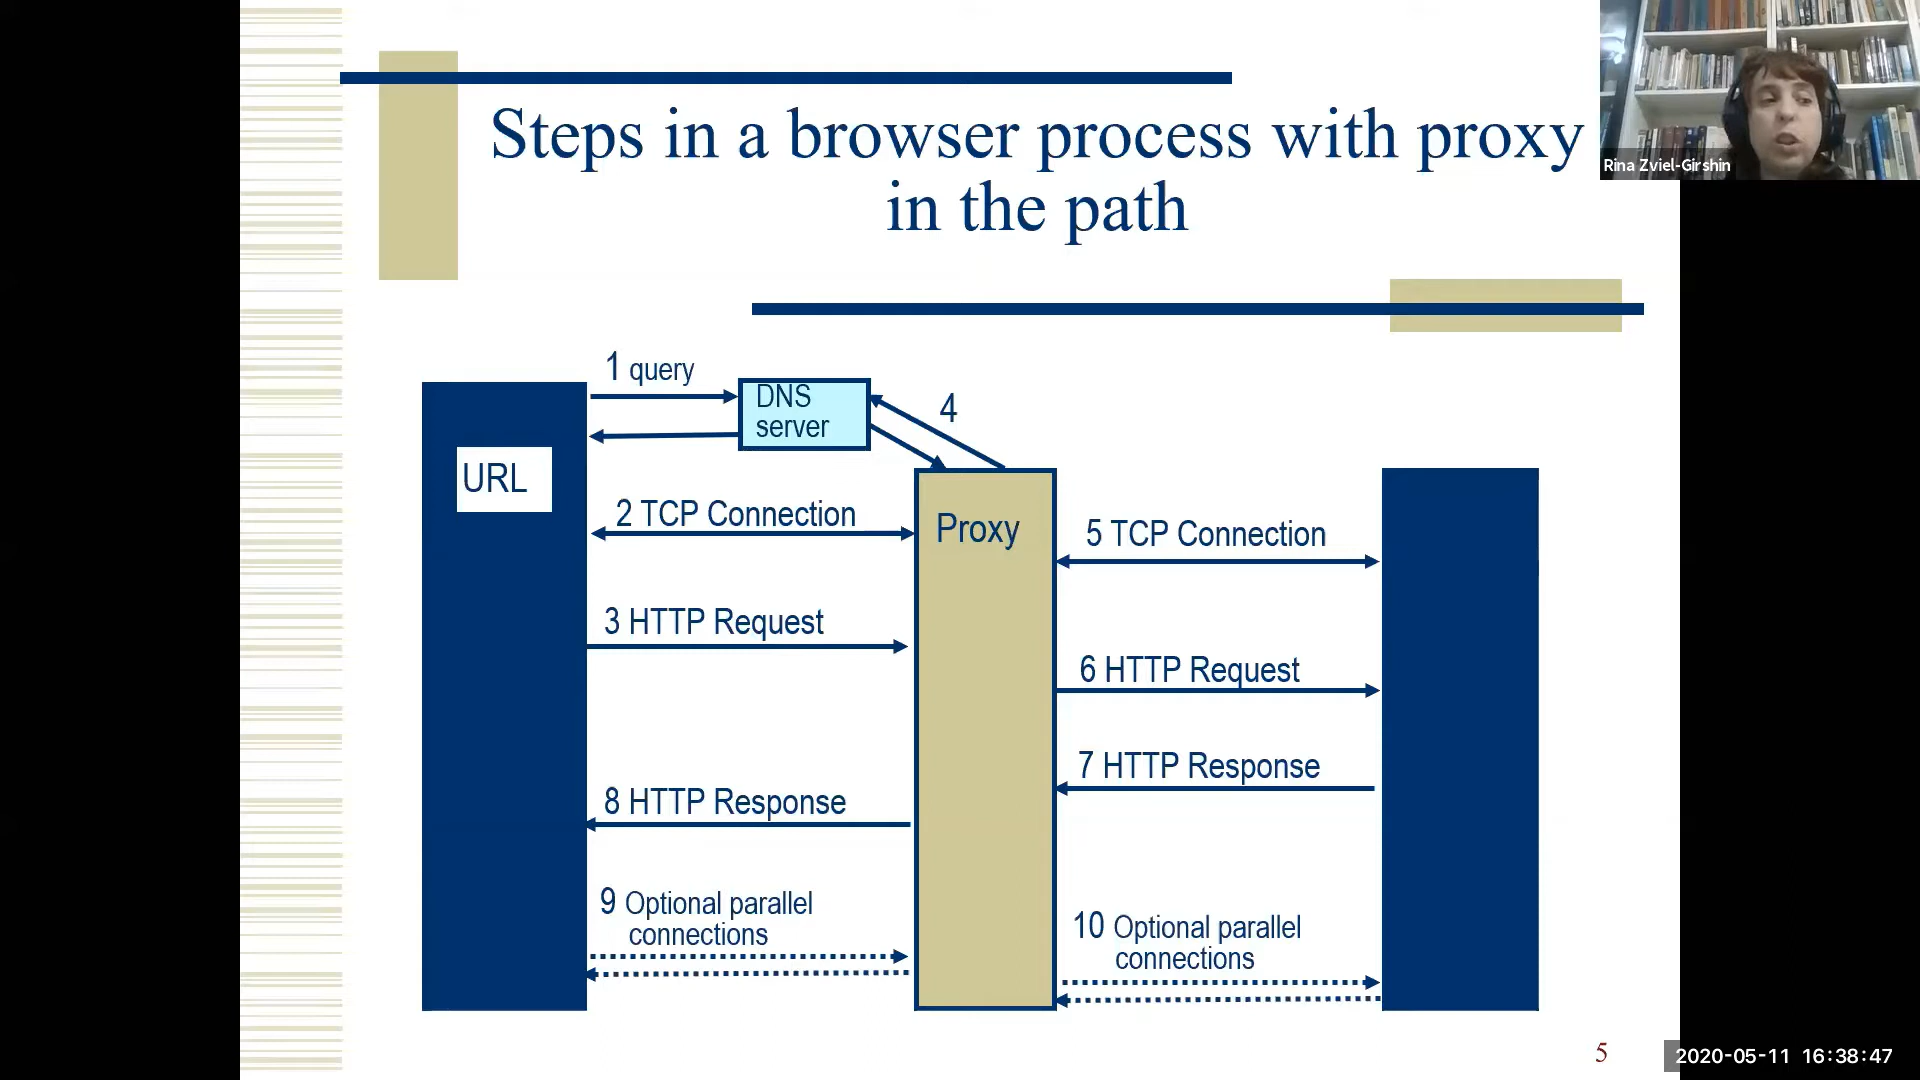 Steps in a browser process with proxy
in the path
Rina Zviel-Girshin
1 query
DNS
server
4
URL
2 TCP Connection
Proxy
5 TCP Connection
3 HTTP Request
6 HTTP Request
7 HTTP Response
8 HTTP Response
9 Optional parallel
connections
10 Optional parallel
connections
5
2020-05-11 16:38:47